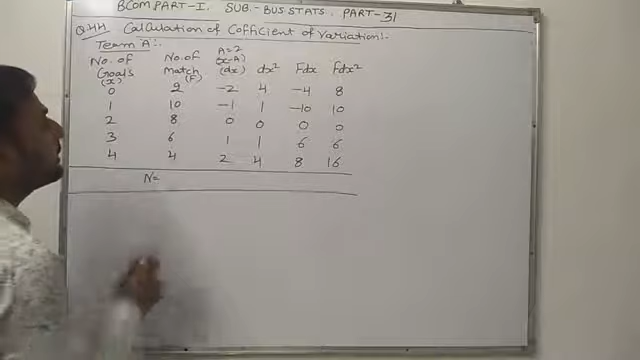 BCOM.PART-I. SUB.-BUS.STATS. PART-31
Q.44 Calculation of Cofficient of Variation:-
Team A:-
No. of Goals (x) No. of Match (F) A=2 (x-A) (dx) dx² Fdx Fdx²
0 2 -2 4 -4 8
1 10 -1 1 -10 10
2 8 0 0 0 0
3 6 1 1 6 6
4 4 2 4 8 16
N=